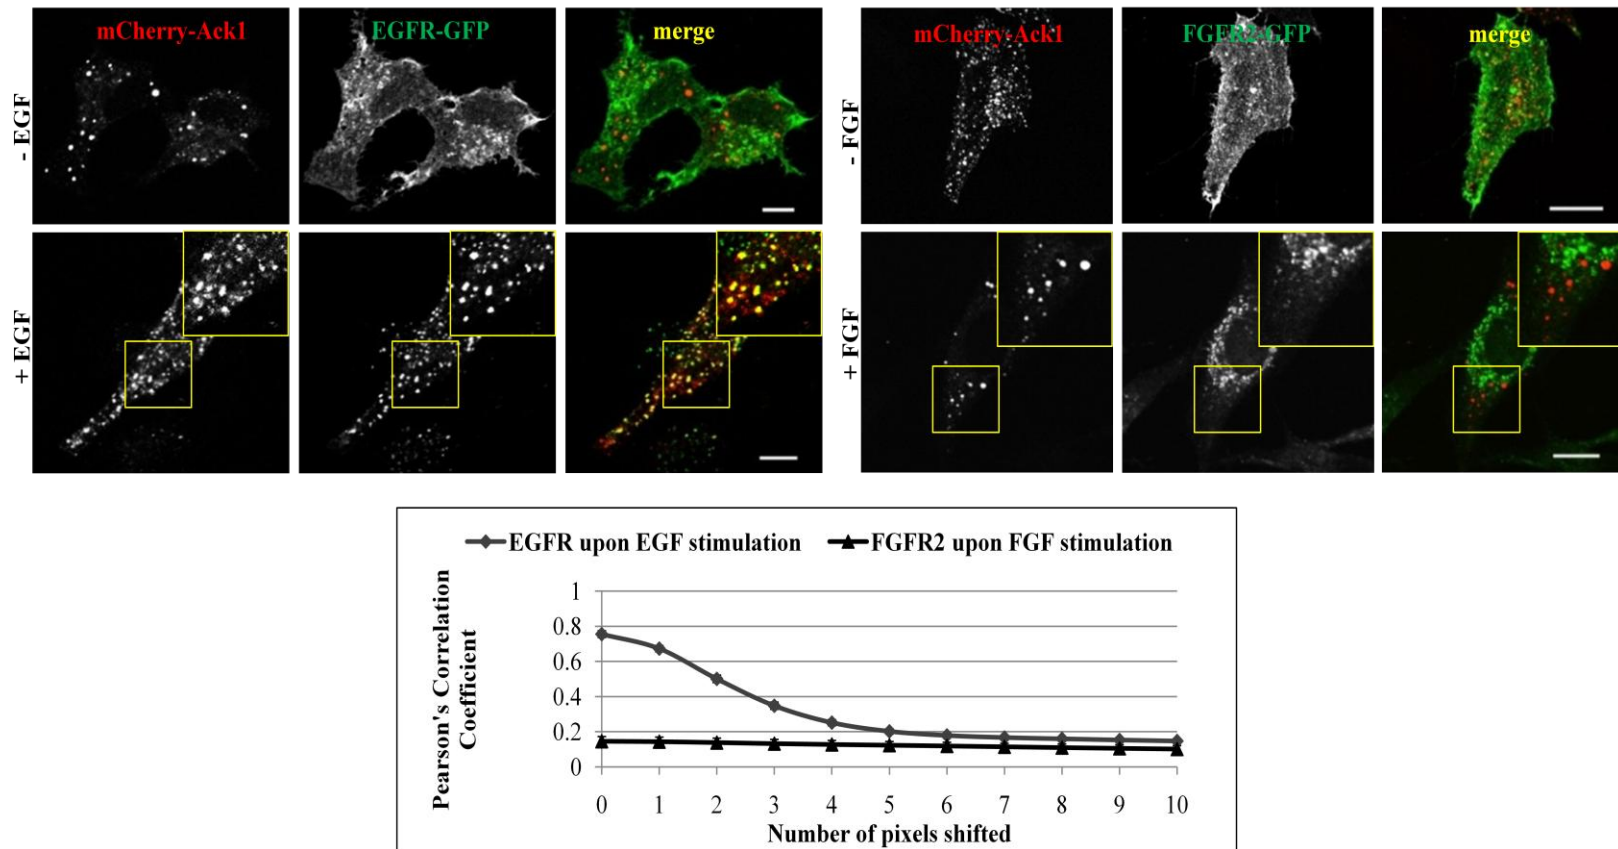 mCherry-Ack1 EGFR-GFP merge mCherry-Ack1 FGFR2-GFP merge
- EGF
- FGF
+ EGF
+ FGF
EGFR upon EGF stimulation FGFR2 upon FGF stimulation
Pearson's Correlation
Coefficient
1
0.8
0.6
0.4
0.2
0
0 1 2 3 4 5 6 7 8 9 10
Number of pixels shifted